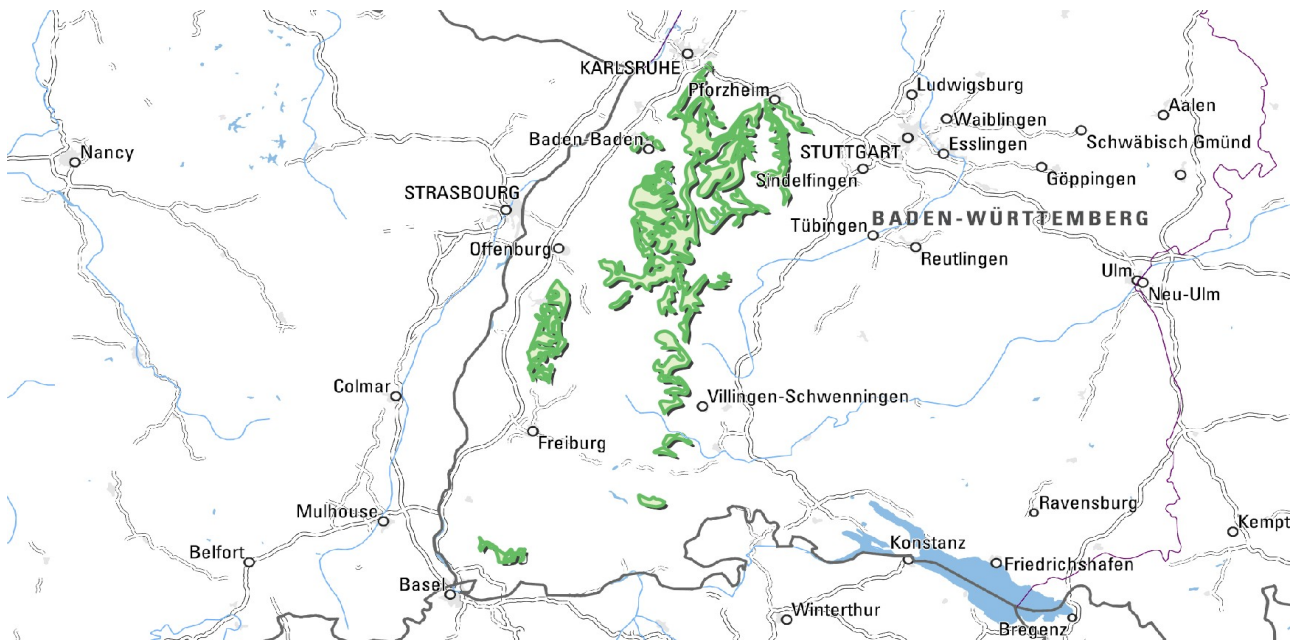 KARLSRUHE
Pforzheim
Ludwigsburg
Aalen
Waiblingen
Baden-Baden
Schwäbisch Gmünd
Nancy
STUTTGART
Esslingen
Sindelfingen
Göppingen
STRASBOURG
Tübingen
BADEN-WÜRTTEMBERG
Offenburg
Reutlingen
Ulm
Neu-Ulm
Colmar
Villingen-Schwenningen
Freiburg
Mulhouse
Ravensburg
Kempt
Belfort
Konstanz
Friedrichshafen
Basel
Winterthur
Bregenz